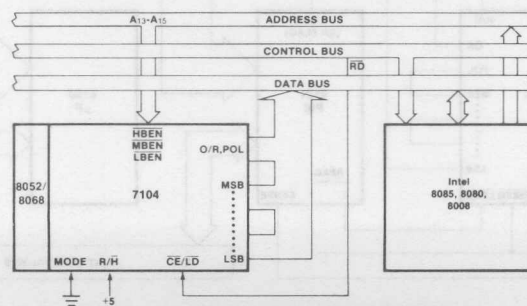 A13-A15
ADDRESS BUS
CONTROL BUS
RD
DATA BUS
HBEN
MBEN
LBEN
O/R,POL
8052/
8068
7104
MSB
LSB
Intel
8085, 8080,
8008
MODE
R/H
CE/LD
+5